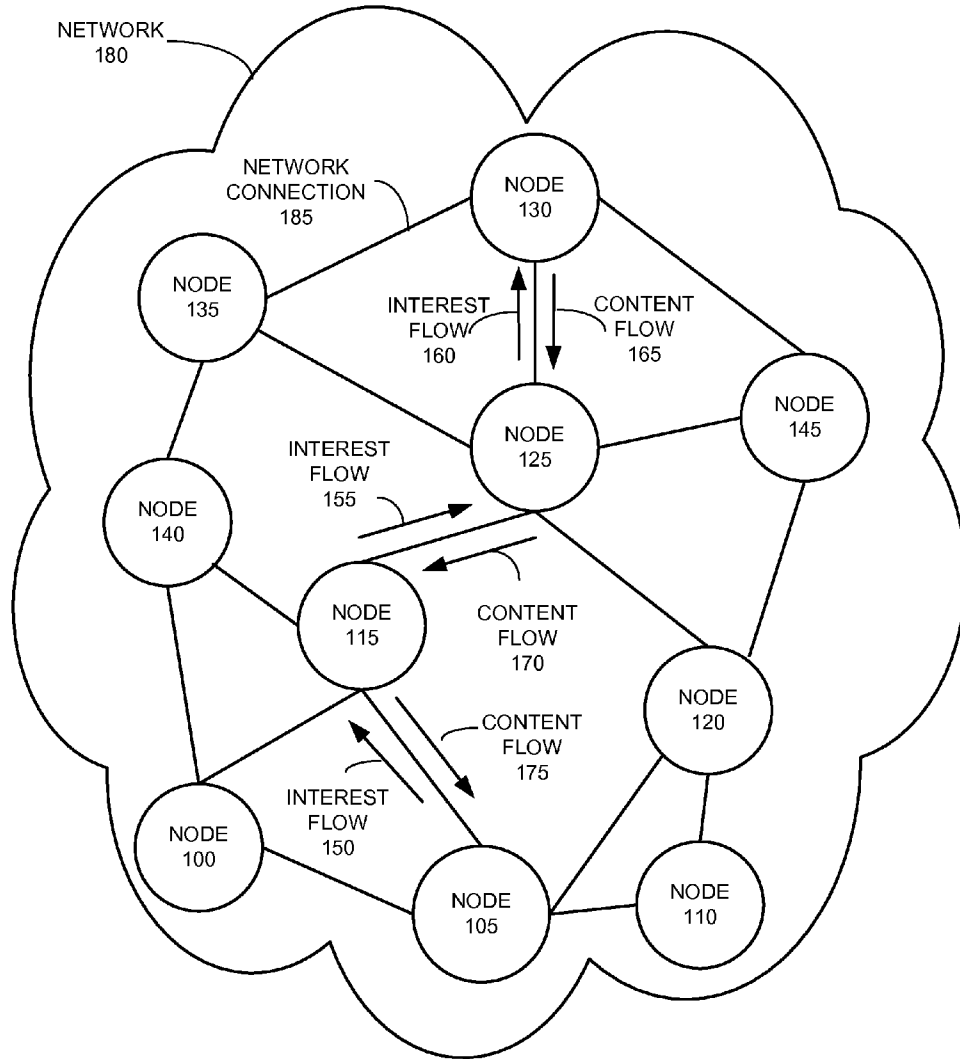 NETWORK
180
NETWORK
CONNECTION
185
NODE
130
NODE
135
INTEREST
FLOW
160
CONTENT
FLOW
165
NODE
145
NODE
125
INTEREST
FLOW
155
NODE
140
NODE
115
CONTENT
FLOW
170
NODE
120
CONTENT
FLOW
175
INTEREST
FLOW
150
NODE
100
NODE
105
NODE
110